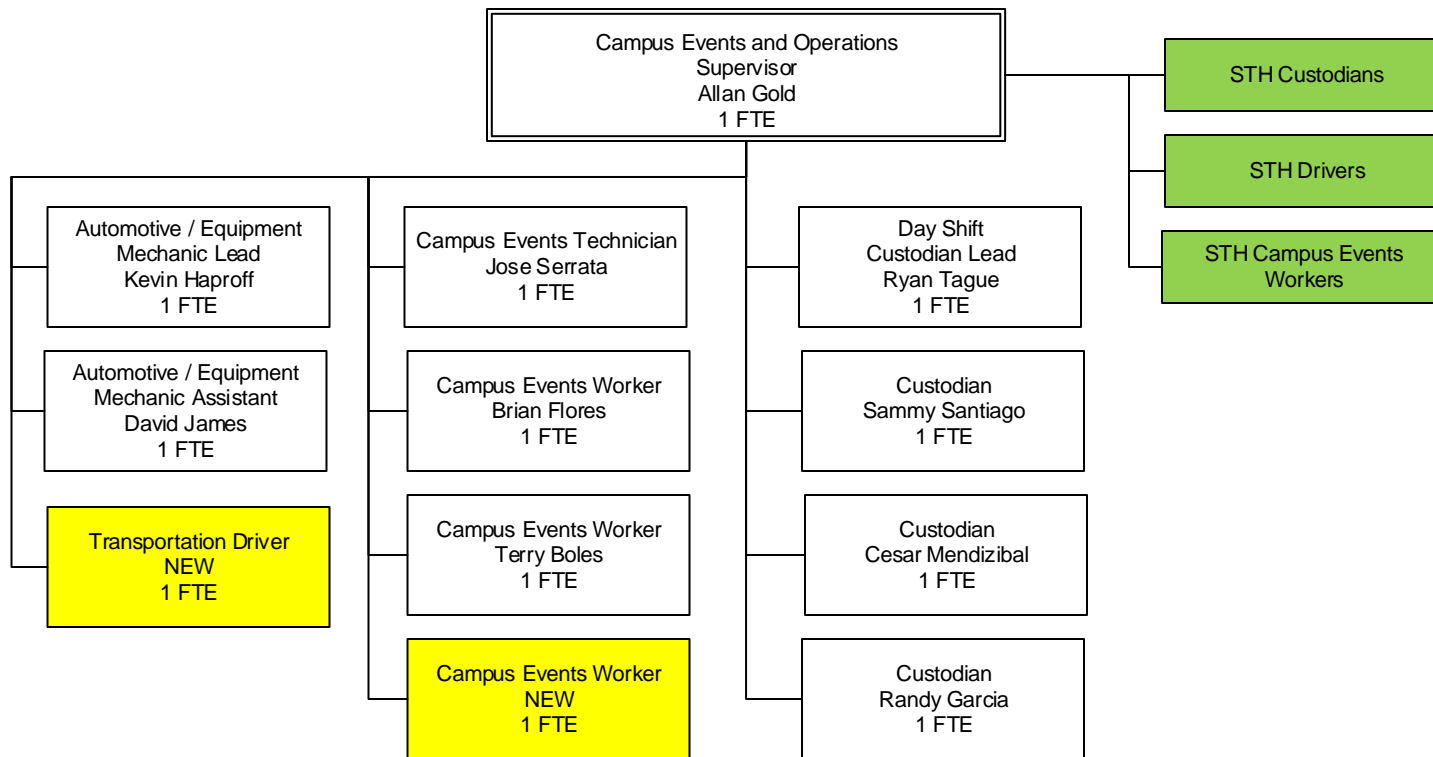 Campus Events and Operations
Supervisor
Allan Gold
1 FTE
STH Custodians
STH Drivers
STH Campus Events
Workers
Automotive / Equipment
Mechanic Lead
Kevin Haproff
1 FTE
Automotive / Equipment
Mechanic Assistant
David James
1 FTE
Transportation Driver
NEW
1 FTE
Campus Events Technician
Jose Serrata
1 FTE
Campus Events Worker
Brian Flores
1 FTE
Campus Events Worker
Terry Boles
1 FTE
Campus Events Worker
NEW
1 FTE
Day Shift
Custodian Lead
Ryan Tague
1 FTE
Custodian
Sammy Santiago
1 FTE
Custodian
Cesar Mendizibal
1 FTE
Custodian
Randy Garcia
1 FTE